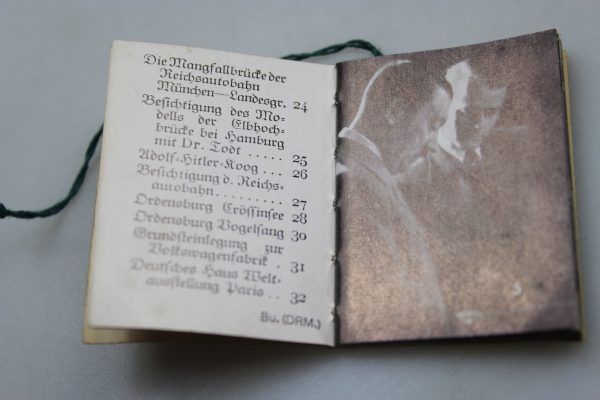 Die Mangfallbrücke der
Reichsautobahn
München—Landesgr. 24
Besichtigung des Mo-
dells der Elbhoch-
brücke bei Hamburg
mit Dr. Todt ..... 25
Adolf-Hitler-Koog ... 26
Besichtigung d. Reichs-
autobahn.......... 27
Ordensburg Crössinsee 28
Ordensburg Vogelsang 30
Grundsteinlegung zur
Volkswagenfabrik . 31
Deutsches Haus Welt-
ausstellung Paris .. 32
Bu. (DRM.)